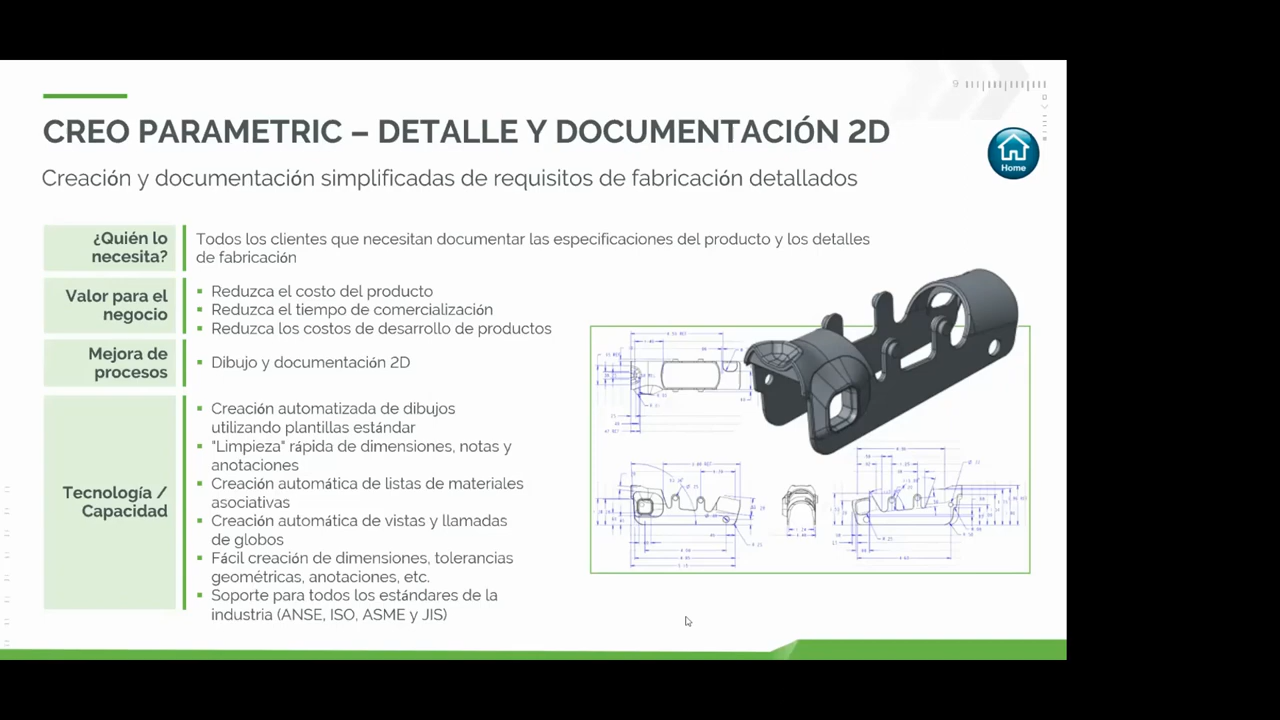 CREO PARAMETRIC – DETALLE Y DOCUMENTACIÓN 2D
Home
Creación y documentación simplificadas de requisitos de fabricación detallados
¿Quién lo
necesita?
Todos los clientes que necesitan documentar las especificaciones del producto y los detalles
de fabricación
Valor para el
negocio
▪ Reduzca el costo del producto
▪ Reduzca el tiempo de comercialización
▪ Reduzca los costos de desarrollo de productos
Mejora de
procesos
▪ Dibujo y documentación 2D
Tecnología /
Capacidad
▪ Creación automatizada de dibujos
utilizando plantillas estándar
▪ "Limpieza" rápida de dimensiones, notas y
anotaciones
▪ Creación automática de listas de materiales
asociativas
▪ Creación automática de vistas y llamadas
de globos
▪ Fácil creación de dimensiones, tolerancias
geométricas, anotaciones, etc.
▪ Soporte para todos los estándares de la
industria (ANSE, ISO, ASME y JIS)